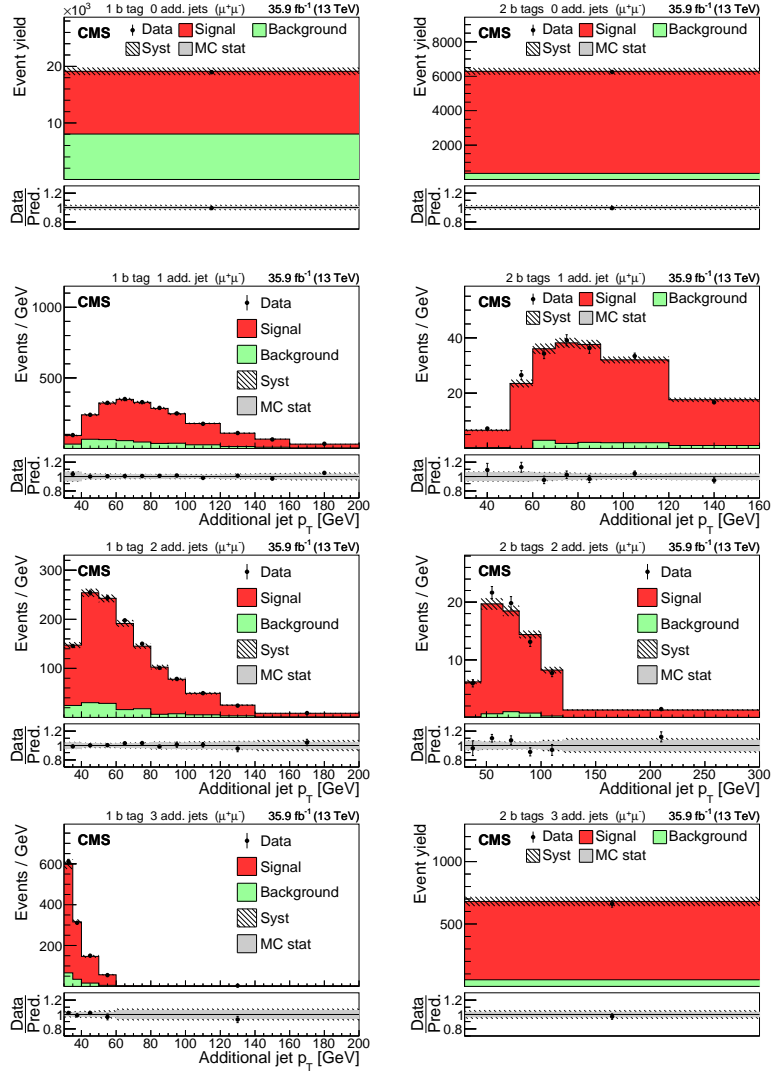 ×10³ 1 b tag 0 add. jets (μ⁺μ⁻) 35.9 fb⁻¹ (13 TeV)
CMS Data Signal Background
Syst MC stat
Event yield
20
10
Data
Pred.
1.2
1
0.8
2 b tags 0 add. jets (μ⁺μ⁻) 35.9 fb⁻¹ (13 TeV)
CMS Data Signal Background
Syst MC stat
Event yield
8000
6000
4000
2000
Data
Pred.
1.2
1
0.8
1 b tag 1 add. jet (μ⁺μ⁻) 35.9 fb⁻¹ (13 TeV)
CMS
Data
Signal
Background
Syst
MC stat
Events / GeV
1000
500
Data
Pred.
1.2
1
0.8
40 60 80 100 120 140 160 180 200
Additional jet p_T [GeV]
2 b tags 1 add. jet (μ⁺μ⁻) 35.9 fb⁻¹ (13 TeV)
CMS Data Signal Background
Syst MC stat
Events / GeV
40
20
Data
Pred.
1.2
1
0.8
40 60 80 100 120 140 160
Additional jet p_T [GeV]
1 b tag 2 add. jets (μ⁺μ⁻) 35.9 fb⁻¹ (13 TeV)
CMS
Data
Signal
Background
Syst
MC stat
Events / GeV
300
200
100
Data
Pred.
1.2
1
0.8
40 60 80 100 120 140 160 180 200
Additional jet p_T [GeV]
2 b tags 2 add. jets (μ⁺μ⁻) 35.9 fb⁻¹ (13 TeV)
CMS
Data
Signal
Background
Syst
MC stat
Events / GeV
20
10
Data
Pred.
1.2
1
0.8
50 100 150 200 250 300
Additional jet p_T [GeV]
1 b tag 3 add. jets (μ⁺μ⁻) 35.9 fb⁻¹ (13 TeV)
CMS
Data
Signal
Background
Syst
MC stat
Events / GeV
600
400
200
Data
Pred.
1.2
1
0.8
40 60 80 100 120 140 160 180 200
Additional jet p_T [GeV]
2 b tags 3 add. jets (μ⁺μ⁻) 35.9 fb⁻¹ (13 TeV)
CMS Data Signal Background
Syst MC stat
Event yield
1000
500
Data
Pred.
1.2
1
0.8